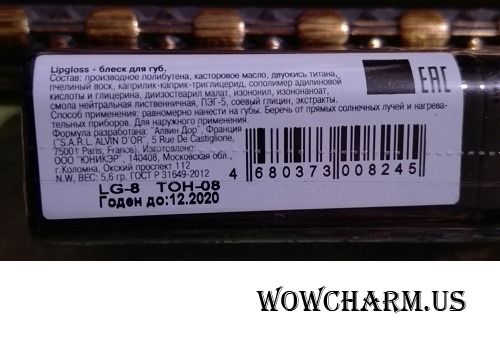 Lipgloss - блеск для губ.
Состав: производное полибутена, касторовое масло, двуокись титана,
пчелиный воск, каприлик-каприк-триглицерид, сополимер адилиновой
кислоты и глицерина, диизостеарил малат, изононил, изононаноат,
смола нейтральная лиственничная, ПЭГ-5, соевый глицин, экстракты.
Способ применения: равномерно нанести на губы. Беречь от прямых солнечных лучей и нагрева-
тельных приборов. Для наружного применения.
Формула разработана: "Алвин Дор", Франция
("S.A.R.L. ALVIN D'OR", 5 Rue De Castiglione,
75001 Paris, France). Произведено:
ООО "ЮНИКЭР", 140408, Московская обл.,
г.Коломна, Окский проспект 112
N.W, ВЕС: 5,6 гр. ГОСТ Р 31649-2012
EAC
4 680373 008245
LG-8 ТОН-08
Годен до:12.2020
WOWCHARM.US